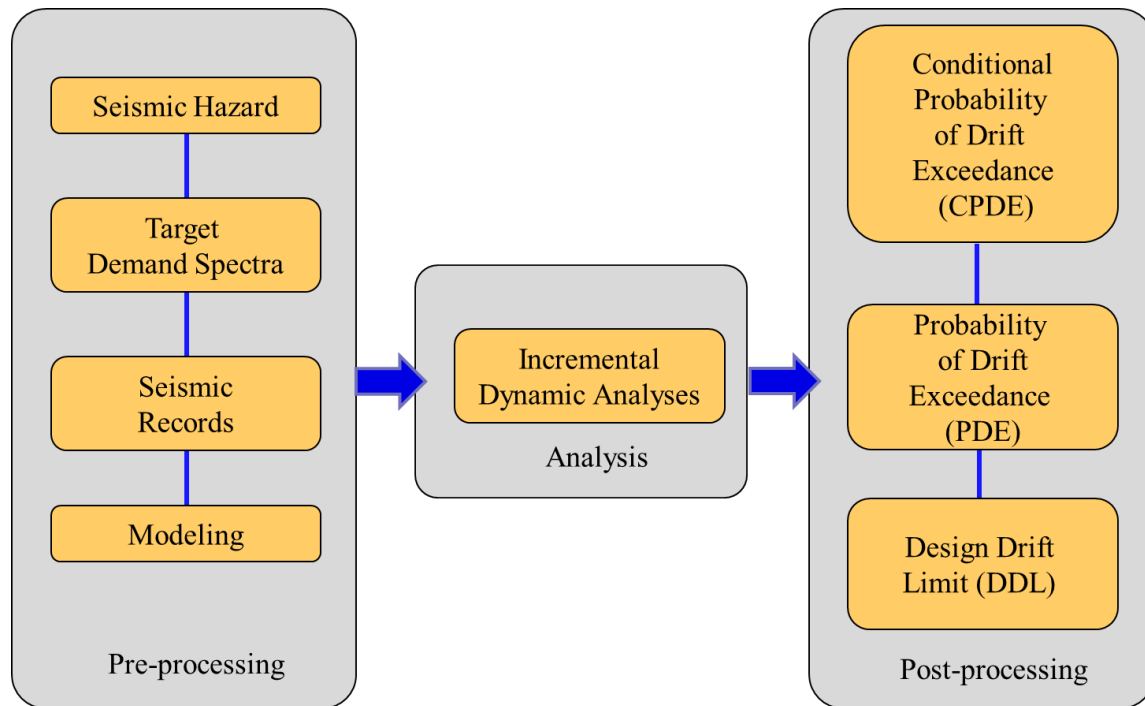 Seismic Hazard
Target
Demand Spectra
Seismic
Records
Modeling
Pre-processing
Incremental
Dynamic Analyses
Analysis
Conditional
Probability
of Drift
Exceedance
(CPDE)
Probability
of Drift
Exceedance
(PDE)
Design Drift
Limit (DDL)
Post-processing